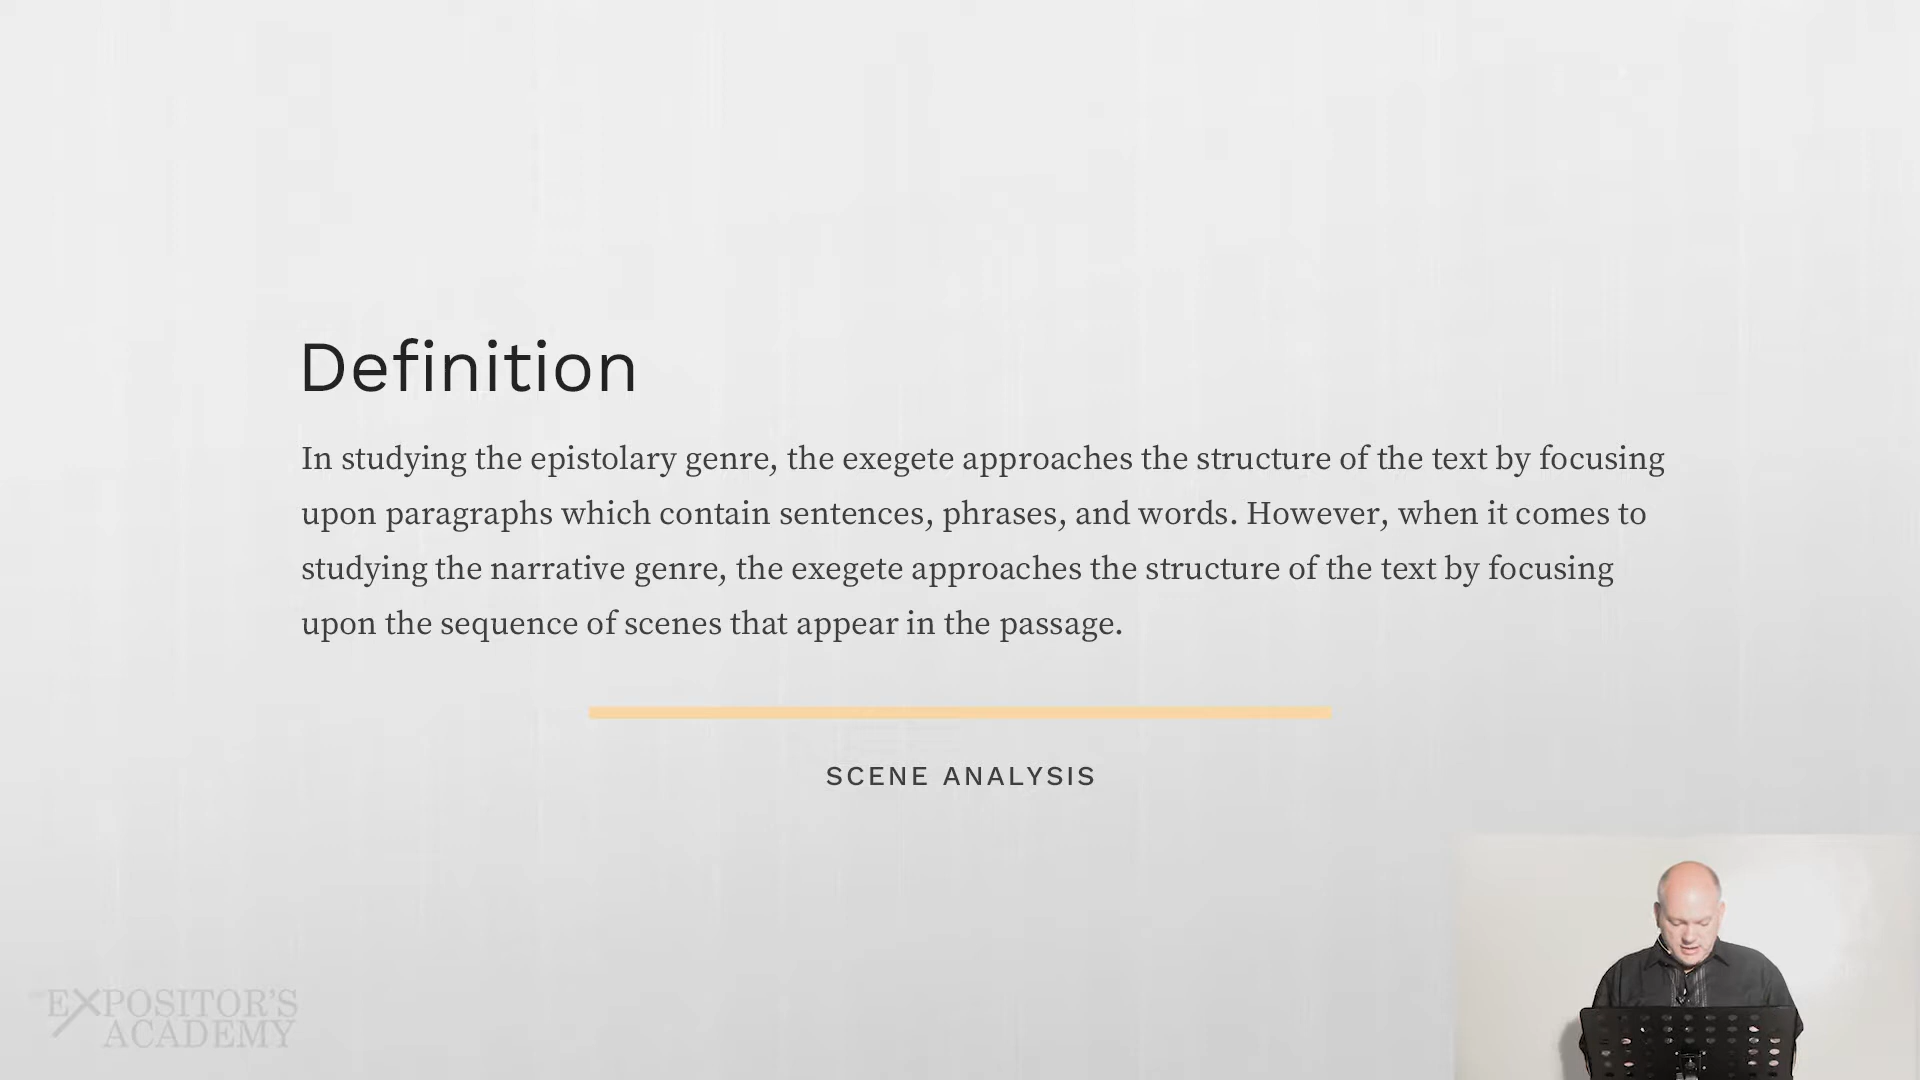 Definition
In studying the epistolary genre, the exegete approaches the structure of the text by focusing
upon paragraphs which contain sentences, phrases, and words. However, when it comes to
studying the narrative genre, the exegete approaches the structure of the text by focusing
upon the sequence of scenes that appear in the passage.
SCENE ANALYSIS
EXPOSITOR'S
ACADEMY